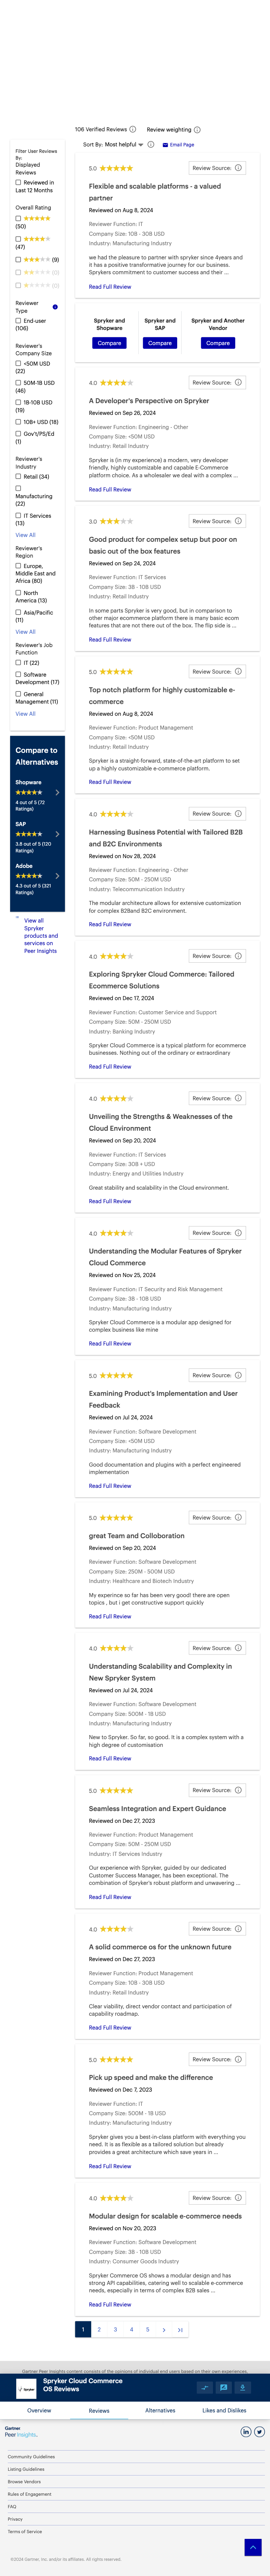 106 Verified Reviews
Review weighting
Sort By: Most helpful
Email Page
Filter User Reviews
By:
Displayed
Reviews
Reviewed in
Last 12 Months
Overall Rating
(50)
(47)
(9)
(0)
(0)
Reviewer
Type
End-user
(106)
Reviewer's
Company Size
<50M USD
(22)
50M-1B USD
(46)
1B-10B USD
(19)
10B+ USD (18)
Gov't/PS/Ed
(1)
Reviewer's
Industry
Retail (34)
Manufacturing
(22)
IT Services
(13)
View All
Reviewer's
Region
Europe,
Middle East and
Africa (80)
North
America (13)
Asia/Pacific
(11)
View All
Reviewer's Job
Function
IT (22)
Software
Development (17)
General
Management (11)
View All
Compare to
Alternatives
Shopware
4 out of 5 (72
Ratings)
SAP
3.8 out of 5 (120
Ratings)
Adobe
4.3 out of 5 (321
Ratings)
View all
Spryker
products and
services on
Peer Insights
5.0
Review Source:
Flexible and scalable platforms - a valued
partner
Reviewed on Aug 8, 2024
Reviewer Function: IT
Company Size: 10B - 30B USD
Industry: Manufacturing Industry
we had the pleasure to partner with spryker since 4years and
it has a positive transformative journey for our business.
Sprykers commitment to customer success and their ...
Read Full Review
Spryker and
Shopware
Compare
Spryker and
SAP
Compare
Spryker and Another
Vendor
Compare
4.0
Review Source:
A Developer's Perspective on Spryker
Reviewed on Sep 26, 2024
Reviewer Function: Engineering - Other
Company Size: <50M USD
Industry: Retail Industry
Spryker is (in my experience) a modern, very developer
friendly, highly customizable and capable E-Commerce
platform choice. As a wholesaler we deal with a complex ...
Read Full Review
3.0
Review Source:
Good product for compelex setup but poor on
basic out of the box features
Reviewed on Sep 24, 2024
Reviewer Function: IT Services
Company Size: 3B - 10B USD
Industry: Retail Industry
In some parts Spryker is very good, but in comparison to
other major ecommerce platform thiers is many basic ecom
features that are not there out of the box. The flip side is ...
Read Full Review
5.0
Review Source:
Top notch platform for highly customizable e-
commerce
Reviewed on Aug 8, 2024
Reviewer Function: Product Management
Company Size: <50M USD
Industry: Retail Industry
Spryker is a straight-forward, state-of-the-art platform to set
up a highly customizable e-commerce platform.
Read Full Review
4.0
Review Source:
Harnessing Business Potential with Tailored B2B
and B2C Environments
Reviewed on Nov 28, 2024
Reviewer Function: Engineering - Other
Company Size: 50M - 250M USD
Industry: Telecommunication Industry
The modular architecture allows for extensive customization
for complex B2Band B2C environment.
Read Full Review
4.0
Review Source:
Exploring Spryker Cloud Commerce: Tailored
Ecommerce Solutions
Reviewed on Dec 17, 2024
Reviewer Function: Customer Service and Support
Company Size: 50M - 250M USD
Industry: Banking Industry
Spryker Cloud Commerce is a typical platform for ecommerce
businesses. Nothing out of the ordinary or extraordinary
Read Full Review
4.0
Review Source:
Unveiling the Strengths & Weaknesses of the
Cloud Environment
Reviewed on Sep 20, 2024
Reviewer Function: IT Services
Company Size: 30B + USD
Industry: Energy and Utilities Industry
Great stability and scalability in the Cloud environment.
Read Full Review
4.0
Review Source:
Understanding the Modular Features of Spryker
Cloud Commerce
Reviewed on Nov 25, 2024
Reviewer Function: IT Security and Risk Management
Company Size: 3B - 10B USD
Industry: Manufacturing Industry
Spryker Cloud Commerce is a modular app designed for
complex business like mine
Read Full Review
5.0
Review Source:
Examining Product's Implementation and User
Feedback
Reviewed on Jul 24, 2024
Reviewer Function: Software Development
Company Size: <50M USD
Industry: Manufacturing Industry
Good documentation and plugins with a perfect engineered
implementation
Read Full Review
5.0
Review Source:
great Team and Colloboration
Reviewed on Sep 20, 2024
Reviewer Function: Software Development
Company Size: 250M - 500M USD
Industry: Healthcare and Biotech Industry
My experince so far has been very good! there are open
topics , but i get constructive support quickly
Read Full Review
4.0
Review Source:
Understanding Scalability and Complexity in
New Spryker System
Reviewed on Jul 24, 2024
Reviewer Function: Software Development
Company Size: 500M - 1B USD
Industry: Manufacturing Industry
New to Spryker. So far, so good. It is a complex system with a
high degree of customisation
Read Full Review
5.0
Review Source:
Seamless Integration and Expert Guidance
Reviewed on Dec 27, 2023
Reviewer Function: Product Management
Company Size: 50M - 250M USD
Industry: IT Services Industry
Our experience with Spryker, guided by our dedicated
Customer Success Manager, has been exceptional. The
combination of Spryker's robust platform and unwavering ...
Read Full Review
4.0
Review Source:
A solid commerce os for the unknown future
Reviewed on Dec 27, 2023
Reviewer Function: Product Management
Company Size: 10B - 30B USD
Industry: Retail Industry
Clear viability, direct vendor contact and participation of
capability roadmap.
Read Full Review
5.0
Review Source:
Pick up speed and make the difference
Reviewed on Dec 7, 2023
Reviewer Function: IT
Company Size: 500M - 1B USD
Industry: Manufacturing Industry
Spryker gives you a best-in-class platform with everything you
need. It is as flexible as a tailored solution but already
provides a great architecture which save years in ...
Read Full Review
4.0
Review Source:
Modular design for scalable e-commerce needs
Reviewed on Nov 20, 2023
Reviewer Function: Software Development
Company Size: 3B - 10B USD
Industry: Consumer Goods Industry
Spryker Commerce OS shows a modular design and has
strong API capabilities, catering well to scalable e-commerce
needs, especially in terms of complex B2B sales ...
Read Full Review
1 2 3 4 5
Gartner Peer Insights content consists of the opinions of individual end users based on their own experiences,
Spryker
Spryker Cloud Commerce
OS Reviews
Overview
Reviews
Alternatives
Likes and Dislikes
Gartner
Peer Insights
Community Guidelines
Listing Guidelines
Browse Vendors
Rules of Engagement
FAQ
Privacy
Terms of Service
©2024 Gartner, Inc. and/or its affiliates. All rights reserved.